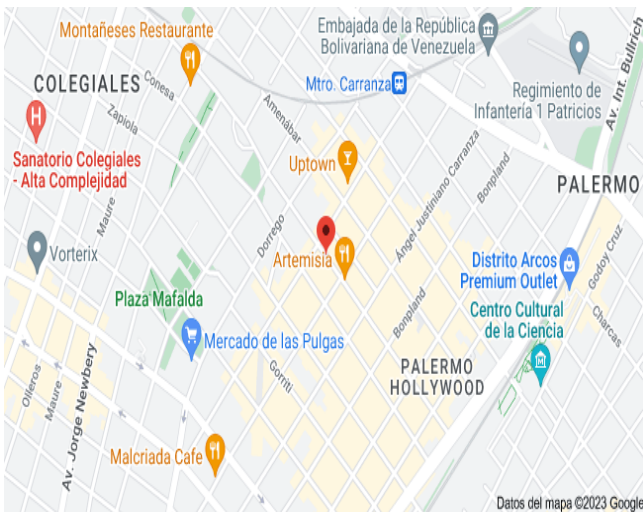 Montañeses Restaurante
Embajada de la República
Bolivariana de Venezuela
COLEGIALES
Conesa
Mtro. Carranza
Regimiento de
Infantería 1 Patricios
Av. Int. Bullrich
Zapiola
Amenábar
Sanatorio Colegiales
- Alta Complejidad
Uptown
Ángel Justiniano Carranza
Bonpland
PALERMO
Maure
Dorrego
Vorterix
Artemisia
Distrito Arcos
Premium Outlet
Godoy Cruz
Plaza Mafalda
Centro Cultural
de la Ciencia
Charcas
Bonpland
Mercado de las Pulgas
Olleros
Maure
Av. Jorge Newbery
Gorriti
PALERMO
HOLLYWOOD
Malcriada Cafe
Datos del mapa ©2023 Google